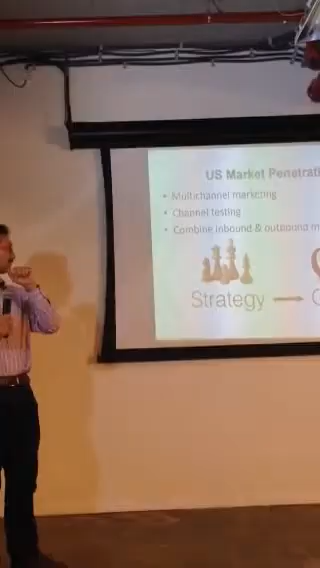 US Market Penetrati
• Multichannel marketing
• Channel testing
• Combine inbound & outbound m
Strategy